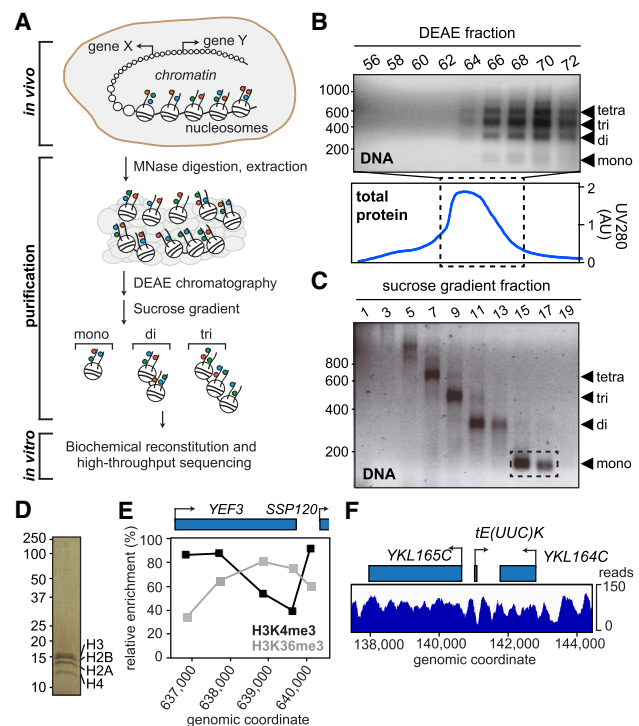 A
in vivo
gene X
gene Y
chromatin
nucleosomes
purification
MNase digestion, extraction
DEAE chromatography
Sucrose gradient
mono di tri
in vitro
Biochemical reconstitution and
high-throughput sequencing
B
DEAE fraction
56 58 60 62 64 66 68 70 72
1000
600
400
200
DNA
tetra
tri
di
mono
total
protein
2
1
0
UV280
(AU)
C
sucrose gradient fraction
1 3 5 7 9 11 13 15 17 19
800
600
400
200
DNA
tetra
tri
di
mono
D
250
100
50
37
25
20
15
10
H3
H2B
H2A
H4
E
YEF3 SSP120
relative enrichment (%)
100
80
60
40
20
0
H3K4me3
H3K36me3
637,000 638,000 639,000 640,000
genomic coordinate
F
tE(UUC)K
YKL165C
YKL164C
reads
150
0
138,000 140,000 142,000 144,000
genomic coordinate